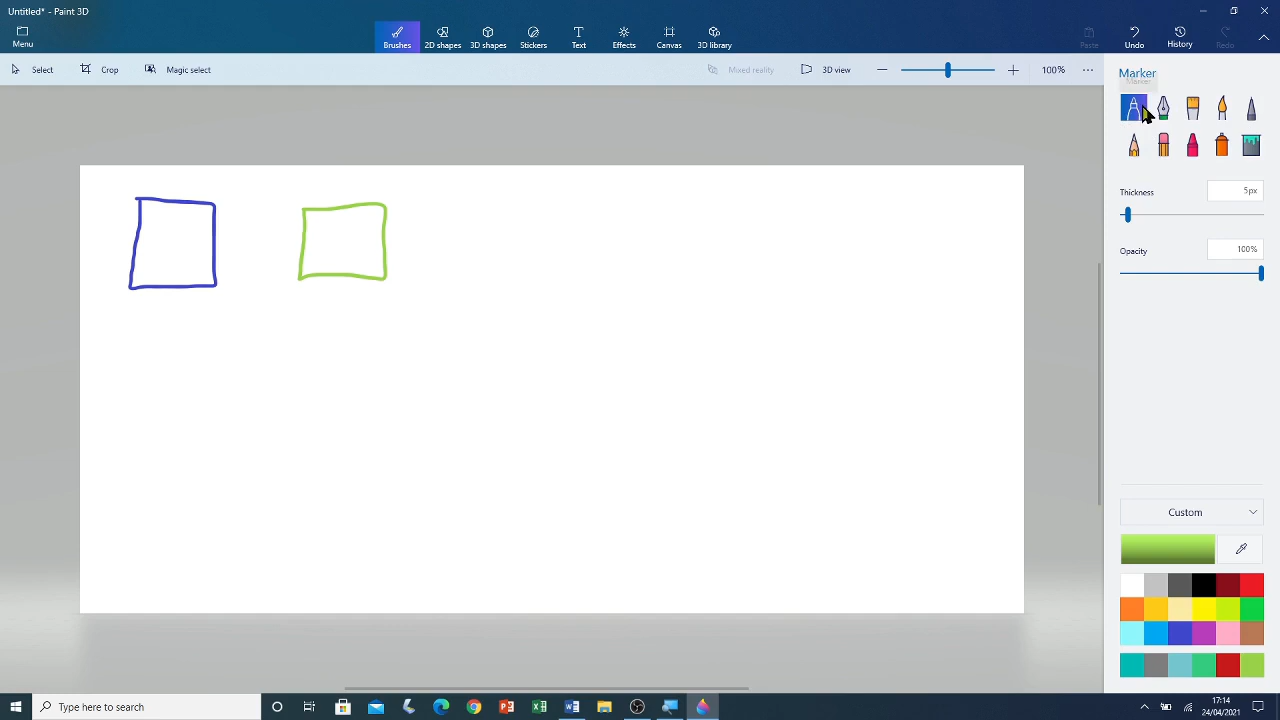 Untitled* - Paint 3D
Menu
Brushes
2D shapes
3D shapes
Stickers
Text
Effects
Canvas
3D library
Paste
Undo
History
Redo
Select
Crop
Magic select
Mixed reality
3D view
100%
Marker
Marker
Thickness
5px
Opacity
100%
Custom
Type here to search
17:14
24/04/2021